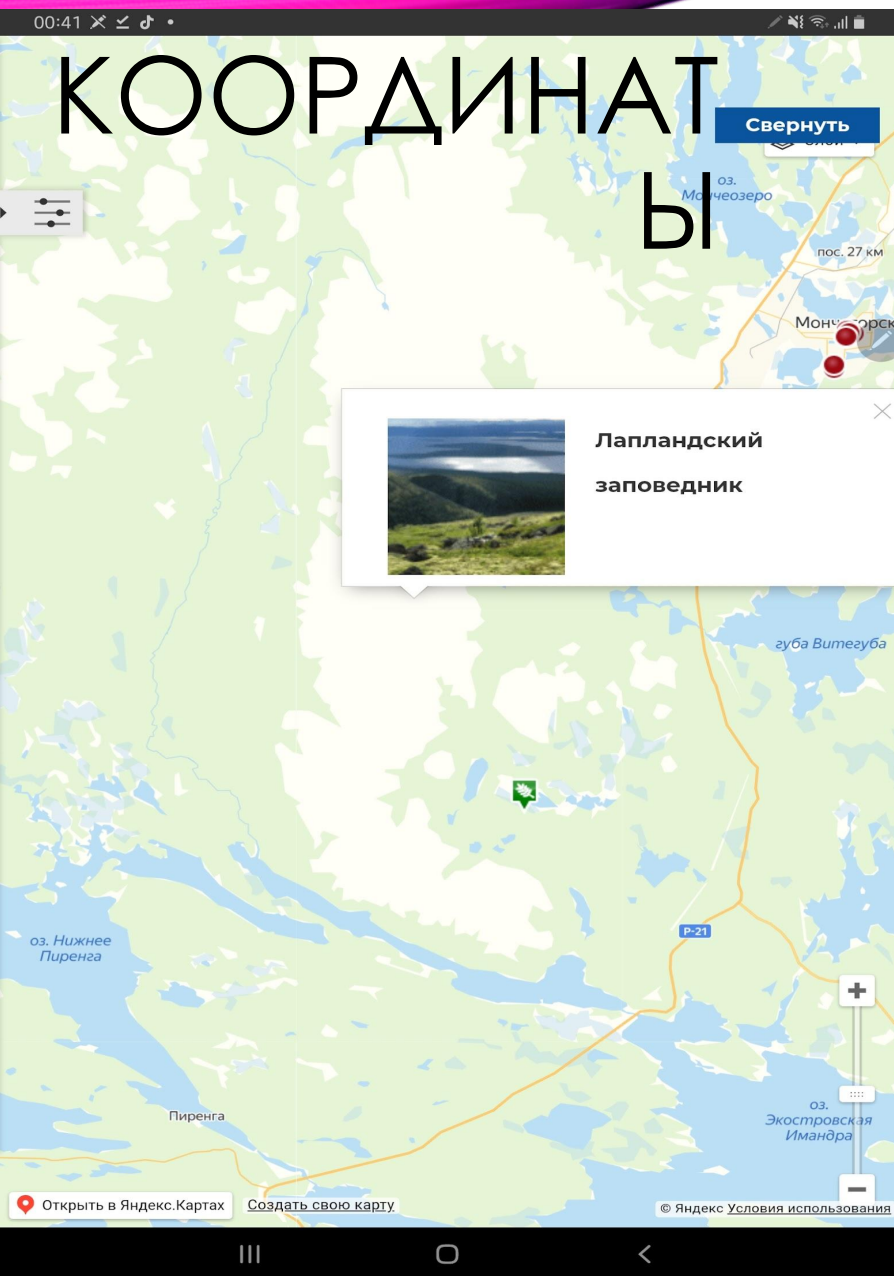 00:41
КООРДИНАТ
Свернуть
Ы
оз.
Мончеозеро
пос. 27 км
Лапландский
заповедник
губа Витегуба
P-21
оз. Нижнее
Пиренга
оз.
Экостровская
Имандра
Пиренга
Открыть в Яндекс.Картах
Создать свою карту
© Яндекс Условия использования